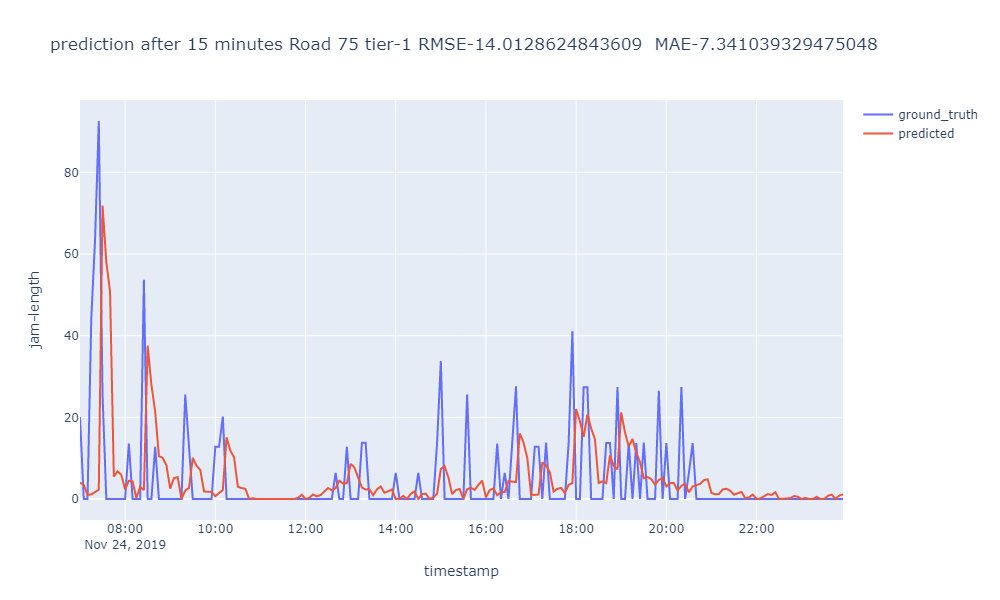 prediction after 15 minutes Road 75 tier-1 RMSE-14.0128624843609  MAE-7.341039329475048
ground_truth
predicted
jam-length
80
60
40
20
0
08:00 10:00 12:00 14:00 16:00 18:00 20:00 22:00
Nov 24, 2019
timestamp